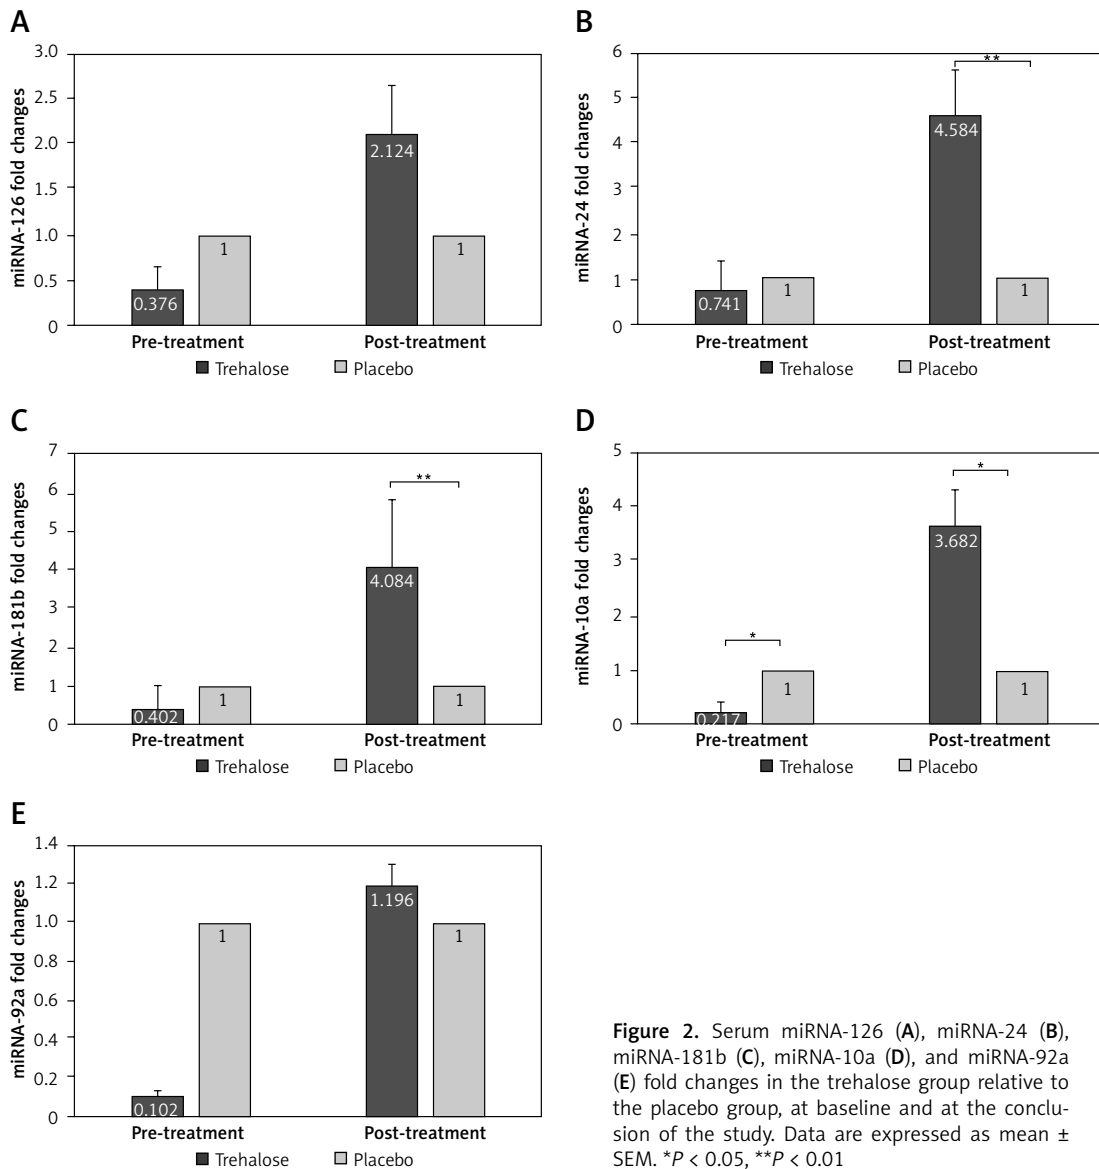 A
miRNA-126 fold changes
3.0
2.5
2.0
1.5
1.0
0.5
0
0.376
1
2.124
1
Pre-treatment
Post-treatment
Trehalose
Placebo
B
miRNA-24 fold changes
6
5
4
3
2
1
0
**
0.741
1
4.584
1
Pre-treatment
Post-treatment
Trehalose
Placebo
C
miRNA-181b fold changes
7
6
5
4
3
2
1
0
**
0.402
1
4.084
1
Pre-treatment
Post-treatment
Trehalose
Placebo
D
miRNA-10a fold changes
5
4
3
2
1
0
*
*
0.217
1
3.682
1
Pre-treatment
Post-treatment
Trehalose
Placebo
E
miRNA-92a fold changes
1.4
1.2
1.0
0.8
0.6
0.4
0.2
0
0.102
1
1.196
1
Pre-treatment
Post-treatment
Trehalose
Placebo
Figure 2. Serum miRNA-126 (A), miRNA-24 (B),
miRNA-181b (C), miRNA-10a (D), and miRNA-92a
(E) fold changes in the trehalose group relative to
the placebo group, at baseline and at the conclu-
sion of the study. Data are expressed as mean ±
SEM. *P < 0.05, **P < 0.01